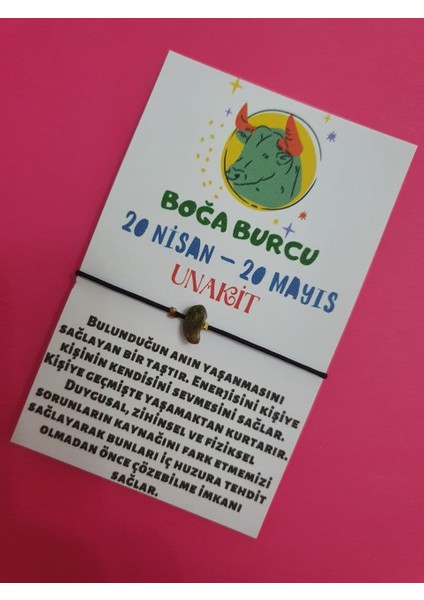 BOĞA BURCU
20 NİSAN – 20 MAYIS
UNAKİT
BULUNDUĞUN ANIN YAŞANMASINI
SAĞLAYAN BİR TAŞTIR. ENERJİSİNİ KİŞİYE
KİŞİNİN KENDİSİNİ SEVMESİNİ SAĞLAR.
KİŞİYE GEÇMİŞTE YAŞAMAKTAN KURTARIR.
DUYGUSAL, ZİHİNSEL VE FİZİKSEL
SORUNLARIN KAYNAĞINI FARK ETMEMİZİ
SAĞLAYARAK BUNLARI İÇ HUZURA TEHDİT
OLMADAN ÖNCE ÇÖZEBİLME İMKANI
SAĞLAR.